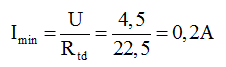 I_min = U / R_td = 4,5 / 22,5 = 0,2A